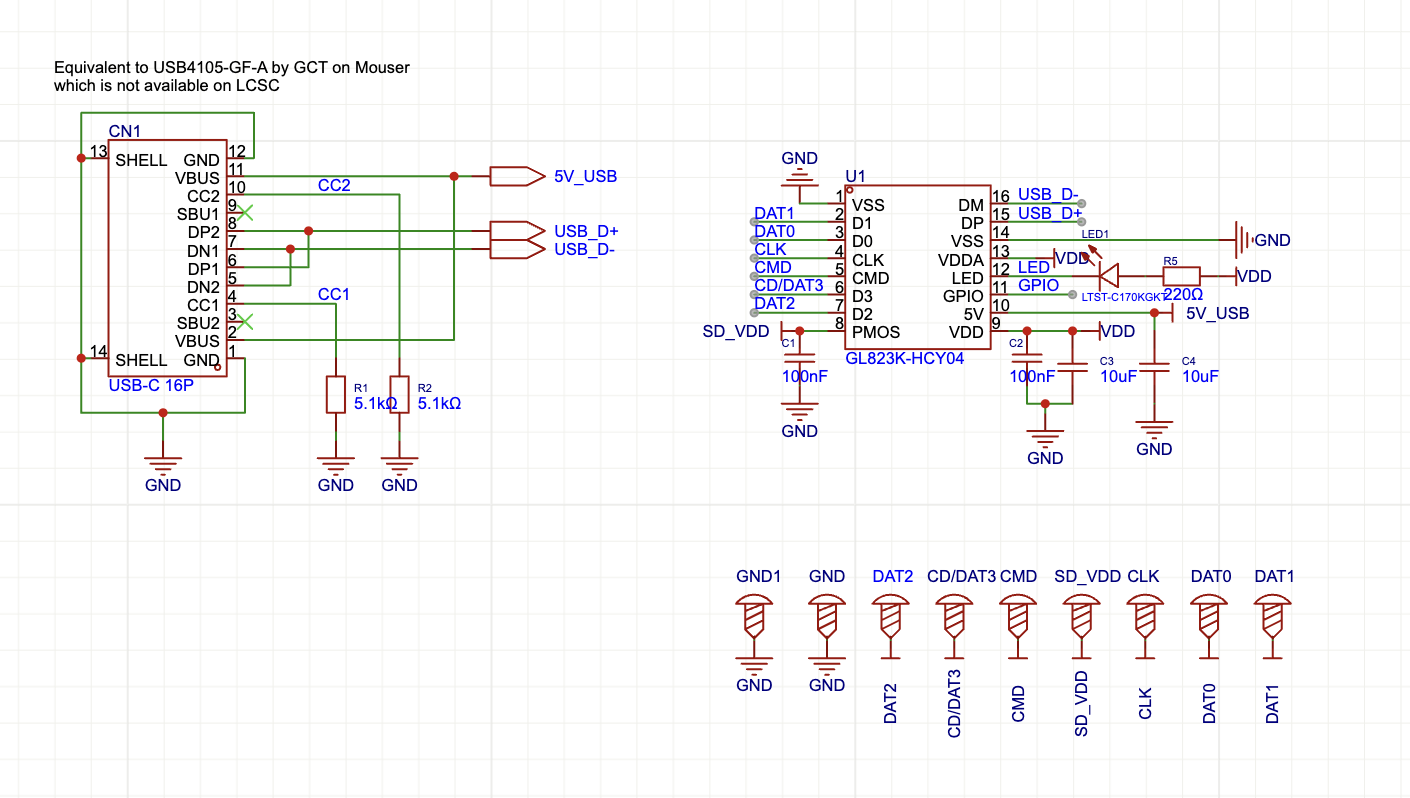 Equivalent to USB4105-GF-A by GCT on Mouser
which is not available on LCSC
CN1
13 SHELL GND 12
VBUS 11
CC2 10
SBU1 9
DP2 8
DN1 7
DP1 6
DN2 5
CC1 4
SBU2 3
VBUS 2
14 SHELL GND 1
USB-C 16P
CC2
CC1
5V_USB
USB_D+
USB_D-
R1
5.1kΩ
R2
5.1kΩ
GND
GND
GND
GND
U1
1 VSS DM 16 USB_D-
DAT1 2 D1 DP 15 USB_D+
DAT0 3 D0 VSS 14 GND
CLK 4 CLK VDDA 13 VDD
CMD 5 CMD LED 12 LED
CD/DAT3 6 D3 GPIO 11 GPIO
DAT2 7 D2 5V 10 5V_USB
SD_VDD 8 PMOS VDD 9 VDD
GL823K-HCY04
LED1
LTST-C170KGKT
R5
220Ω
VDD
C1
100nF
GND
C2
100nF
C3
10uF
GND
C4
10uF
GND
GND1 GND DAT2 CD/DAT3 CMD SD_VDD CLK DAT0 DAT1
GND GND DAT2 CD/DAT3 CMD SD_VDD CLK DAT0 DAT1